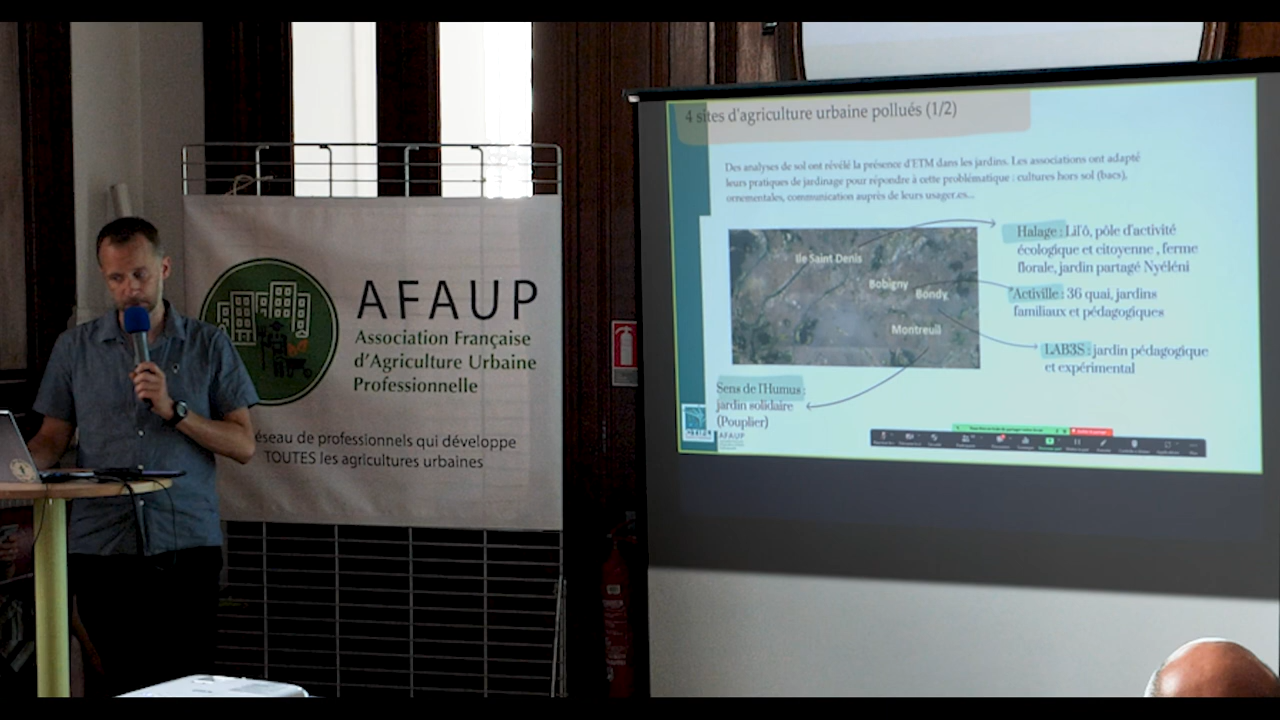 AFAUP
Association Française
d'Agriculture Urbaine
Professionnelle
éseau de professionnels qui développe
TOUTES les agricultures urbaines
4 sites d'agriculture urbaine pollués (1/2)
Des analyses de sol ont révélé la présence d'ETM dans les jardins. Les associations ont adapté
leurs pratiques de jardinage pour répondre à cette problématique : cultures hors sol (bacs),
ornementales, communication auprès de leurs usager.es...
Ile Saint Denis
Bobigny
Bondy
Montreuil
Halage : Lil'ô, pôle d'activité
écologique et citoyenne , ferme
florale, jardin partagé Nyéléni
Activille : 36 quai, jardins
familiaux et pédagogiques
LAB3S : jardin pédagogique
et expérimental
Sens de l'Humus :
jardin solidaire
(Pouplier)
AFAUP